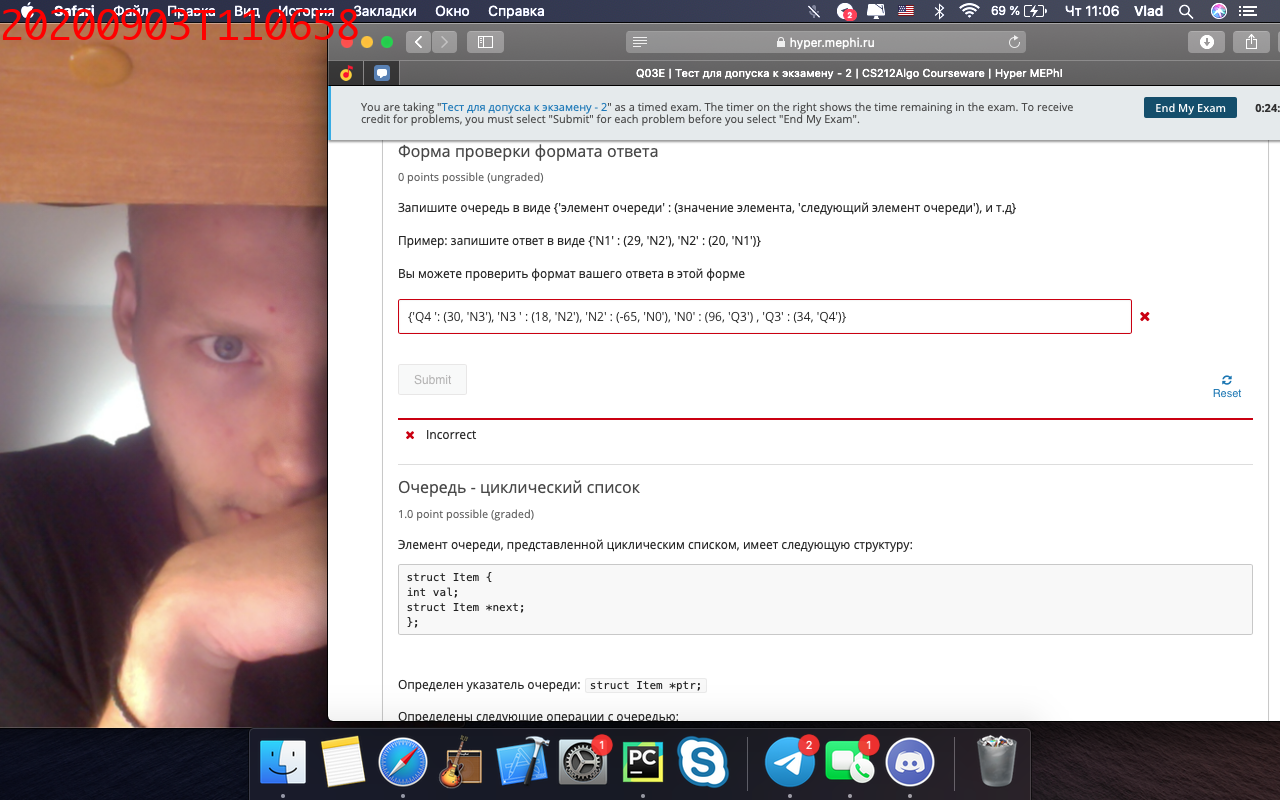 Safari Файл Правка Вид История Закладки Окно Справка 2 69 % Чт 11:06 Vlad
20200903T110658
hyper.mephi.ru
Q03E | Тест для допуска к экзамену - 2 | CS212Algo Courseware | Hyper MEPhI
You are taking "Тест для допуска к экзамену - 2" as a timed exam. The timer on the right shows the time remaining in the exam. To receive
credit for problems, you must select "Submit" for each problem before you select "End My Exam".
End My Exam
0:24:
Форма проверки формата ответа
0 points possible (ungraded)
Запишите очередь в виде {'элемент очереди' : (значение элемента, 'следующий элемент очереди'), и т.д}
Пример: запишите ответ в виде {'N1' : (29, 'N2'), 'N2' : (20, 'N1')}
Вы можете проверить формат вашего ответа в этой форме
{'Q4 ': (30, 'N3'), 'N3 ' : (18, 'N2'), 'N2' : (-65, 'N0'), 'N0' : (96, 'Q3') , 'Q3' : (34, 'Q4')}
Submit
Reset
Incorrect
Очередь - циклический список
1.0 point possible (graded)
Элемент очереди, представленной циклическим списком, имеет следующую структуру:
struct Item {
int val;
struct Item *next;
};
Определен указатель очереди: struct Item *ptr;
Определены следующие операции с очередью:
1
PC
2
1